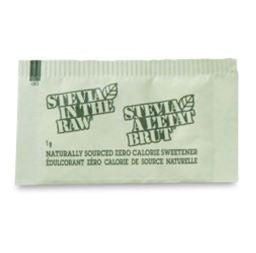 STEVIA
IN THE
RAW
STEVIA
À L'ÉTAT
BRUT
1g
NATURALLY SOURCED ZERO CALORIE SWEETENER
ÉDULCORANT ZÉRO CALORIE DE SOURCE NATURELLE